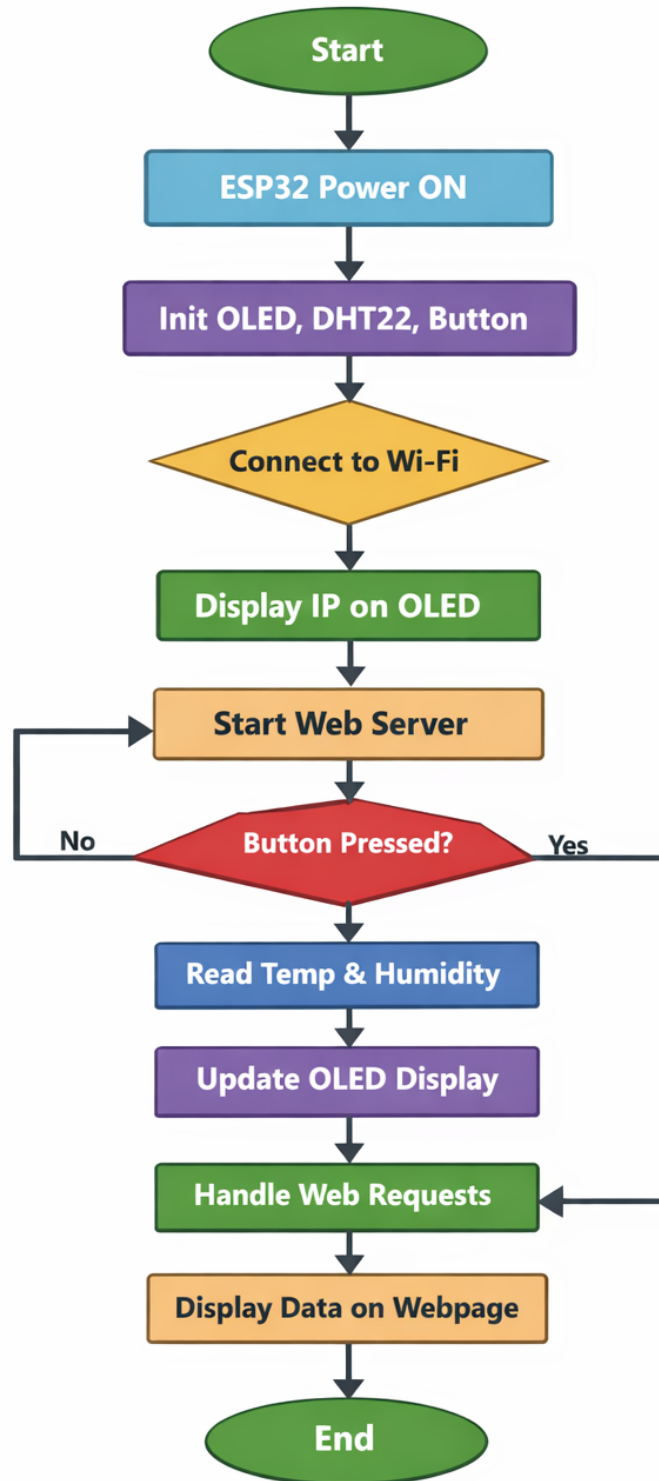 Start
ESP32 Power ON
Init OLED, DHT22, Button
Connect to Wi-Fi
Display IP on OLED
Start Web Server
Button Pressed?
No
Yes
Read Temp & Humidity
Update OLED Display
Handle Web Requests
Display Data on Webpage
End